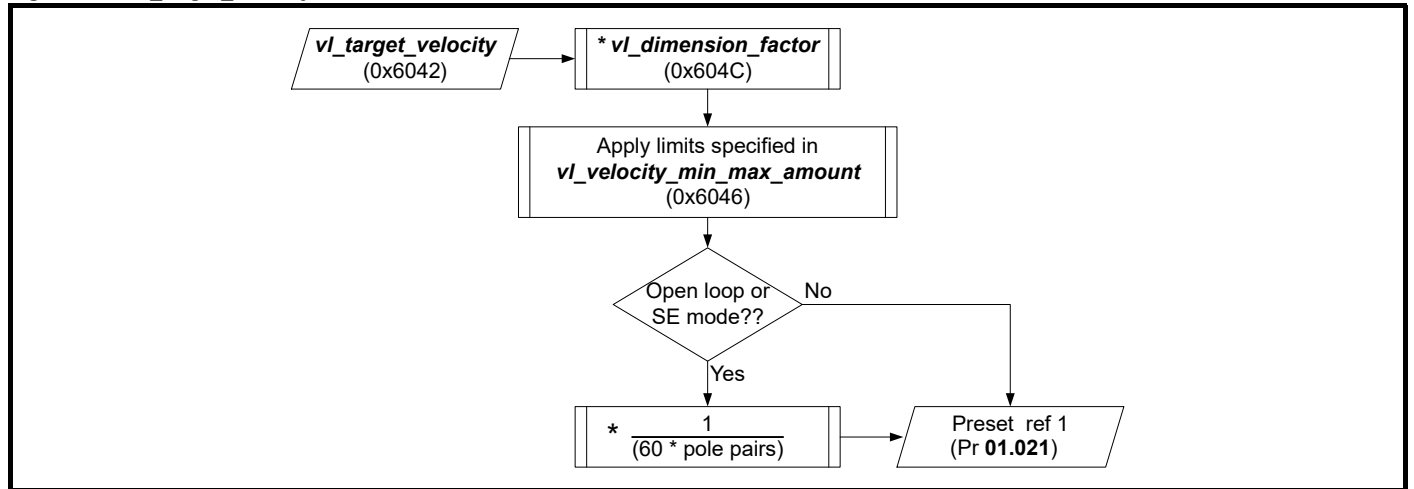 vl_target_velocity
(0x6042)
* vl_dimension_factor
(0x604C)
Apply limits specified in
vl_velocity_min_max_amount
(0x6046)
Open loop or
SE mode??
No
Yes
* 1
(60 * pole pairs)
Preset ref 1
(Pr 01.021)